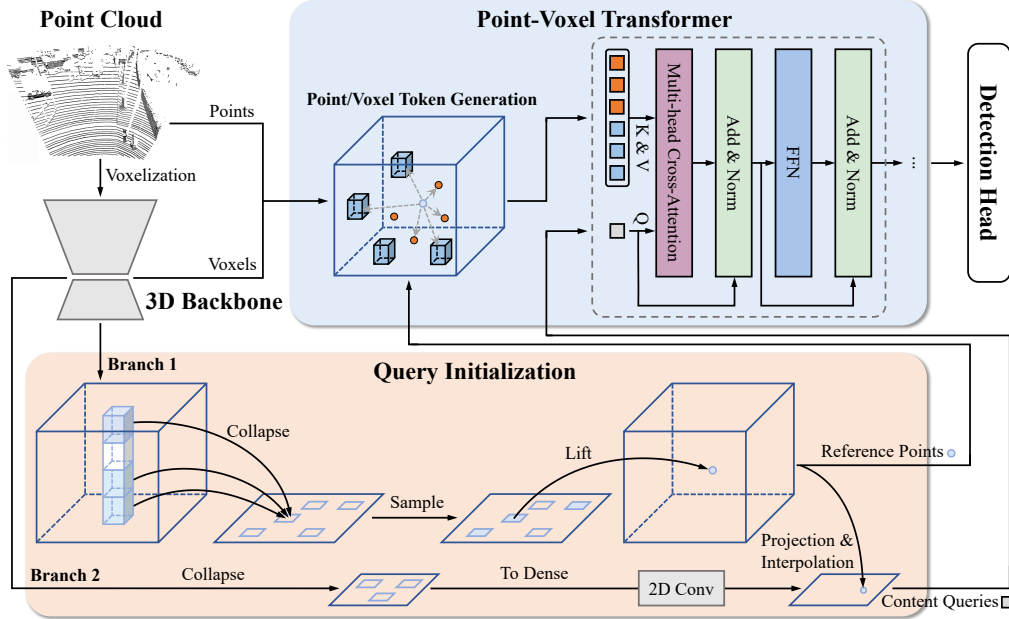 Point Cloud
Point-Voxel Transformer
Points
Point/Voxel Token Generation
K & V
Q
Multi-head
Cross-Attention
Add & Norm
FFN
Add & Norm
...
Detection Head
Voxelization
Voxels
3D Backbone
Branch 1
Query Initialization
Collapse
Lift
Reference Points
Sample
Projection &
Interpolation
Branch 2
Collapse
To Dense
2D Conv
Content Queries